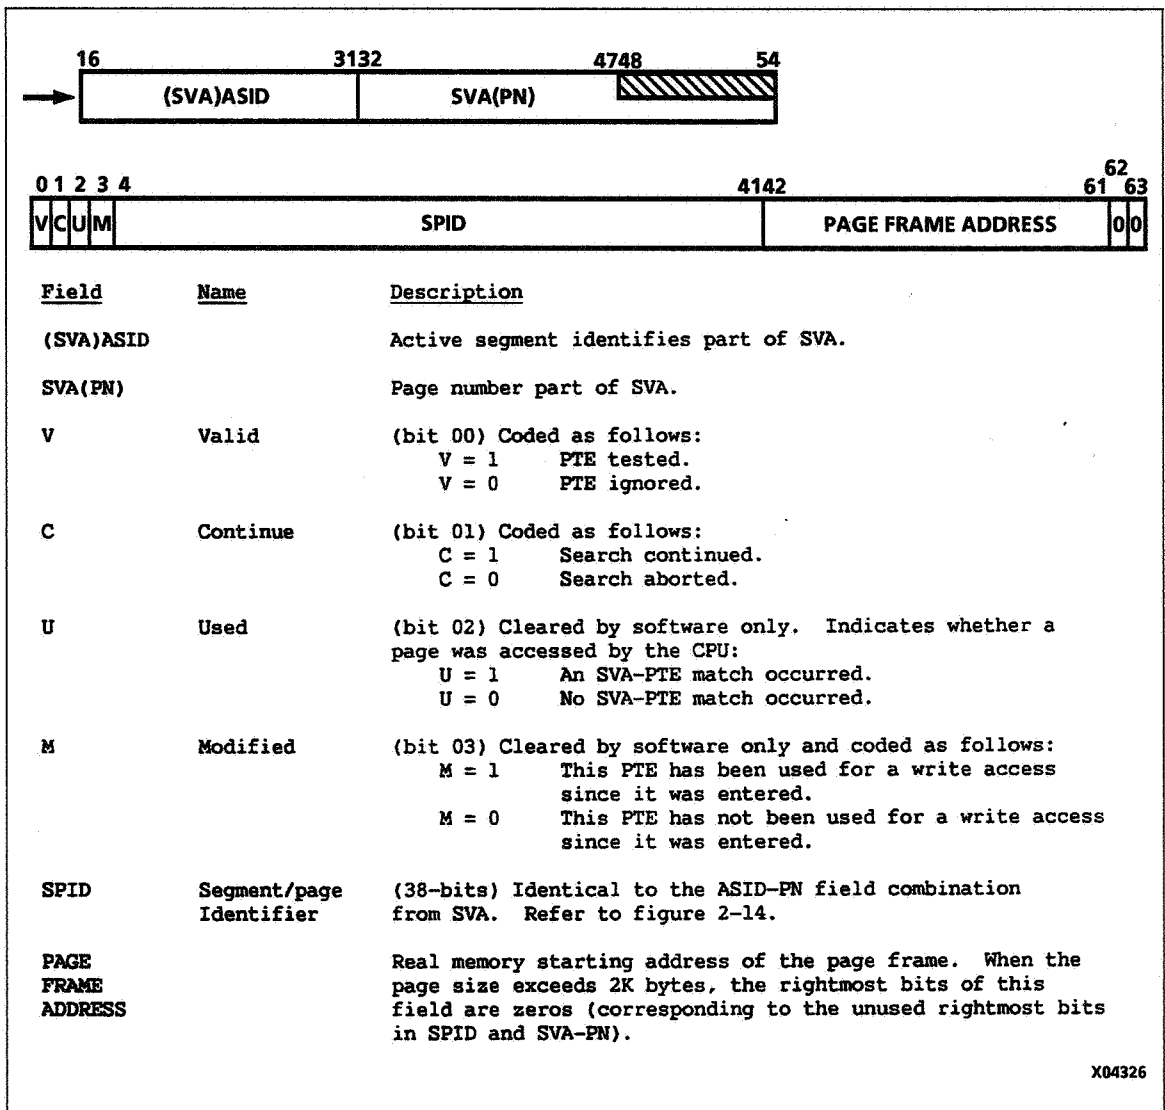 16 3132 4748 54
(SVA)ASID SVA(PN)
62
0 1 2 3 4 4142 61 63
V C U M SPID PAGE FRAME ADDRESS 0 0
Field Name Description
(SVA)ASID Active segment identifies part of SVA.
SVA(PN) Page number part of SVA.
V Valid (bit 00) Coded as follows:
V = 1 PTE tested.
V = 0 PTE ignored.
C Continue (bit 01) Coded as follows:
C = 1 Search continued.
C = 0 Search aborted.
U Used (bit 02) Cleared by software only. Indicates whether a
page was accessed by the CPU:
U = 1 An SVA-PTE match occurred.
U = 0 No SVA-PTE match occurred.
M Modified (bit 03) Cleared by software only and coded as follows:
M = 1 This PTE has been used for a write access
since it was entered.
M = 0 This PTE has not been used for a write access
since it was entered.
SPID Segment/page (38-bits) Identical to the ASID-PN field combination
Identifier from SVA. Refer to figure 2-14.
PAGE Real memory starting address of the page frame. When the
FRAME page size exceeds 2K bytes, the rightmost bits of this
ADDRESS field are zeros (corresponding to the unused rightmost bits
in SPID and SVA-PN).
X04326